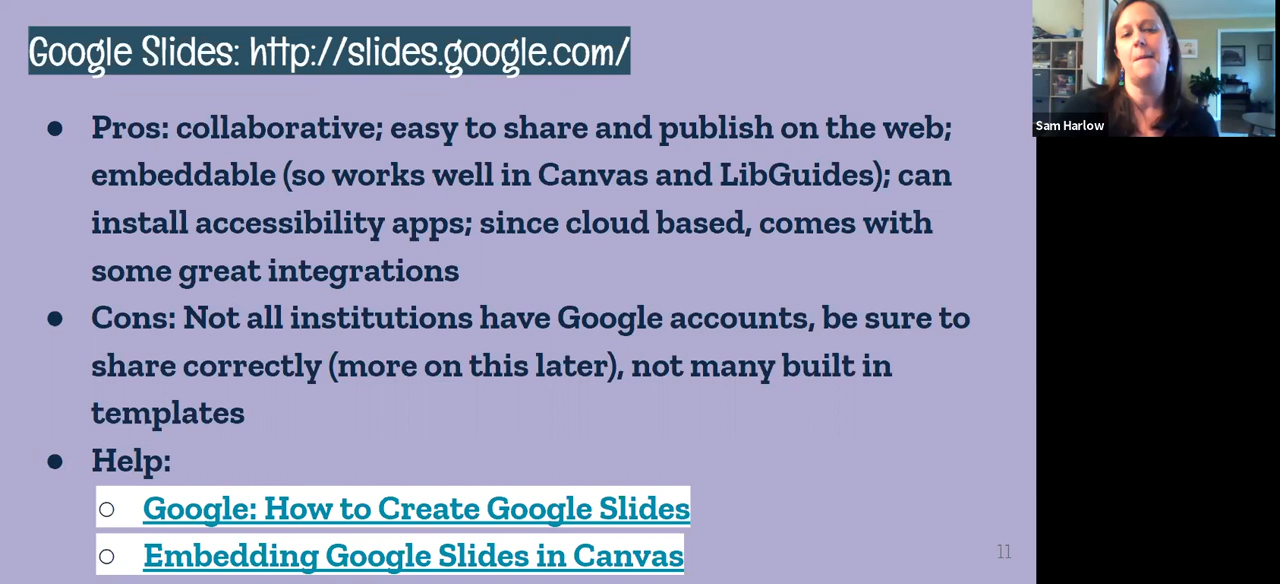 Google Slides: http://slides.google.com/
Sam Harlow
● Pros: collaborative; easy to share and publish on the web;
embeddable (so works well in Canvas and LibGuides); can
install accessibility apps; since cloud based, comes with
some great integrations
● Cons: Not all institutions have Google accounts, be sure to
share correctly (more on this later), not many built in
templates
● Help:
○ Google: How to Create Google Slides
○ Embedding Google Slides in Canvas
11